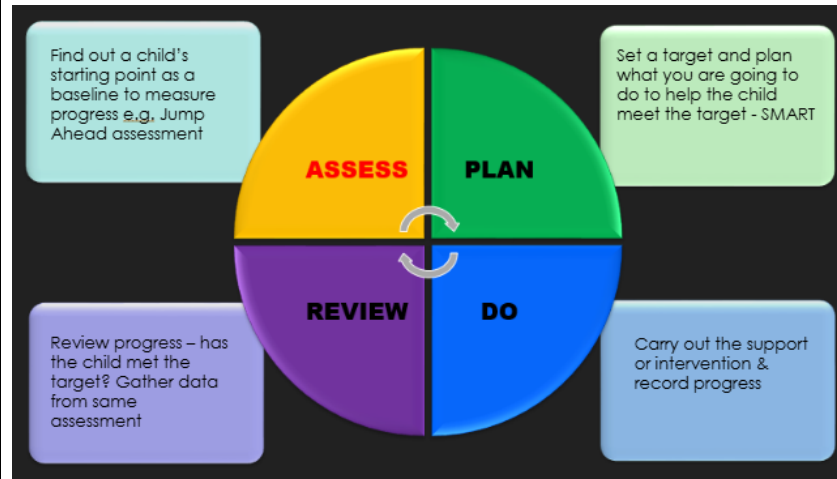 Find out a child's
starting point as a
baseline to measure
progress e.g. Jump
Ahead assessment
Set a target and plan
what you are going to
do to help the child
meet the target - SMART
ASSESS
PLAN
REVIEW
DO
Review progress – has
the child met the
target? Gather data
from same
assessment
Carry out the support
or intervention &
record progress